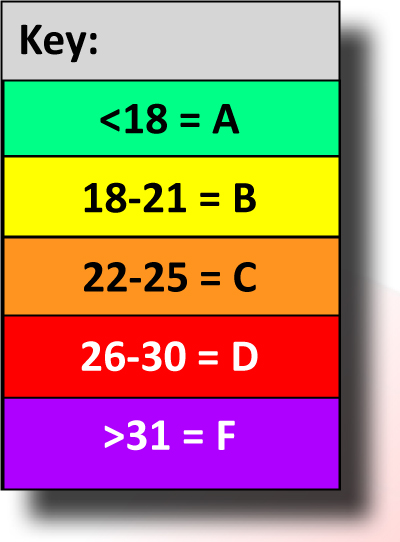 Key:
<18 = A
18-21 = B
22-25 = C
26-30 = D
>31 = F